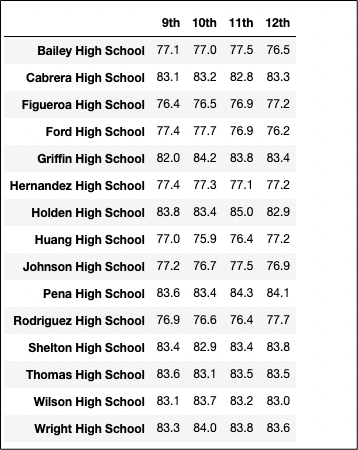 9th 10th 11th 12th
Bailey High School 77.1 77.0 77.5 76.5
Cabrera High School 83.1 83.2 82.8 83.3
Figueroa High School 76.4 76.5 76.9 77.2
Ford High School 77.4 77.7 76.9 76.2
Griffin High School 82.0 84.2 83.8 83.4
Hernandez High School 77.4 77.3 77.1 77.2
Holden High School 83.8 83.4 85.0 82.9
Huang High School 77.0 75.9 76.4 77.2
Johnson High School 77.2 76.7 77.5 76.9
Pena High School 83.6 83.4 84.3 84.1
Rodriguez High School 76.9 76.6 76.4 77.7
Shelton High School 83.4 82.9 83.4 83.8
Thomas High School 83.6 83.1 83.5 83.5
Wilson High School 83.1 83.7 83.2 83.0
Wright High School 83.3 84.0 83.8 83.6